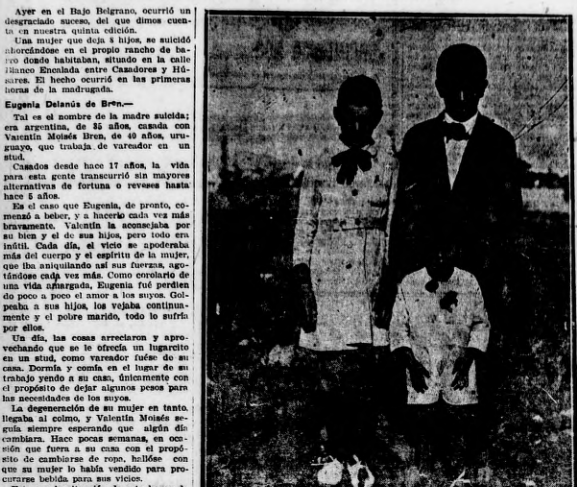 Ayer en el Bajo Belgrano, ocurrió un
desgraciado suceso, del que dimos cuen-
ta en nuestra quinta edición.
Una mujer que deja 8 hijos, se suicidó
ahorcándose en el propio rancho de ba-
rro donde habitaban, situado en la calle
Blanco Encalada entre Cazadores y Hú-
sares. El hecho ocurrió en las primeras
horas de la madrugada.
Eugenia Delanús de Bren.—
Tal es el nombre de la madre suicida;
era argentina, de 35 años, casada con
Valentín Moisés Bren, de 40 años, uru-
guayo, que trabaja de vareador en un
stud.
Casados desde hace 17 años, la vida
para esta gente transcurrió sin mayores
alternativas de fortuna o reveses hasta
hace 5 años.
Es el caso que Eugenia, de pronto, co-
menzó a beber, y a hacerlo cada vez más
bravamente. Valentín la aconsejaba por
su bien y el de sus hijos, pero todo era
inútil. Cada día, el vicio se apoderaba
más del cuerpo y el espíritu de la mujer,
que iba aniquilando así sus fuerzas, ago-
tándose cada vez más. Como corolario de
una vida amargada, Eugenia fué perdien
do poco a poco el amor a los suyos. Gol-
peaba a sus hijos, los vejaba continua-
mente y el pobre marido, todo lo sufría
por ellos.
Un día, las cosas arreciaron y apro-
vechando que se le ofrecía un lugarcito
en un stud, como vareador fuése de su
casa. Dormía y comía en el lugar de su
trabajo yendo a su casa, únicamente con
el propósito de dejar algunos pesos para
las necesidades de los suyos.
La degeneración de su mujer en tanto,
llegaba al colmo, y Valentín Moisés se-
guía siempre esperando que algún día
cambiara. Hace pocas semanas, en oca-
sión que fuera a su casa con el propó-
sito de cambiarse de ropa, hallóse con
que su mujer lo había vendido para pro-
curarse bebida para sus vicios.